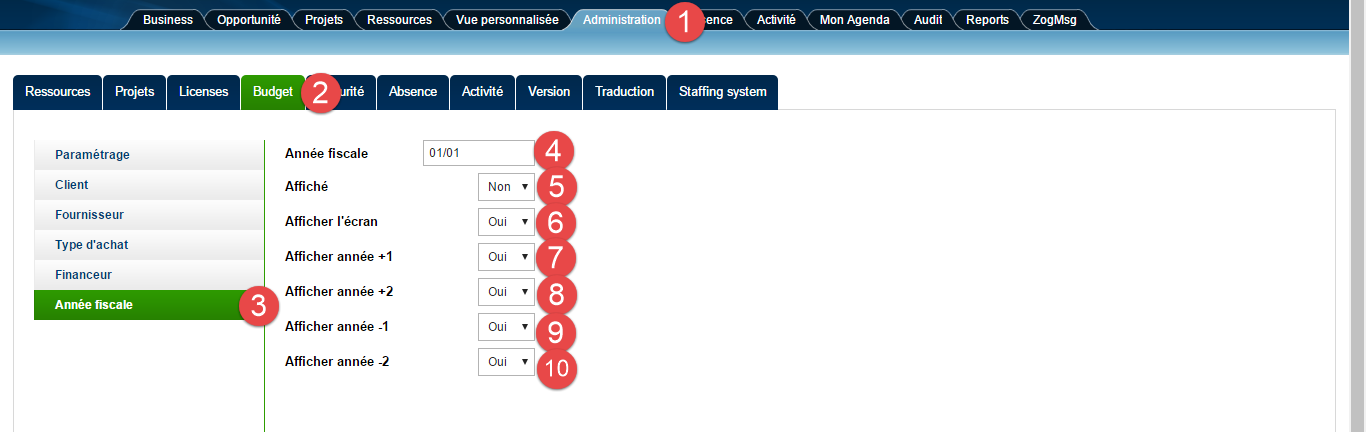 Business Opportunité Projets Ressources Vue personnalisée Administration 1 ence Activité Mon Agenda Audit Reports ZogMsg
Ressources Projets Licenses Budget 2 urité Absence Activité Version Traduction Staffing system
Paramétrage
Client
Fournisseur
Type d'achat
Financeur
Année fiscale 3
Année fiscale 01/01 4
Affiché Non 5
Afficher l'écran Oui 6
Afficher année +1 Oui 7
Afficher année +2 Oui 8
Afficher année -1 Oui 9
Afficher année -2 Oui 10